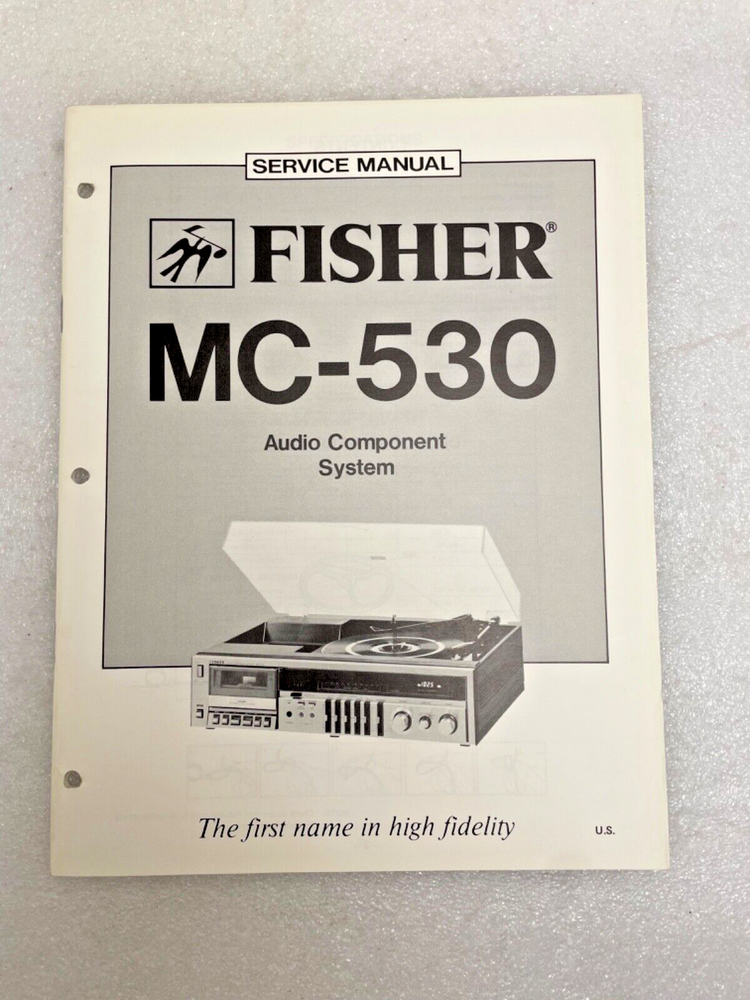 SERVICE MANUAL
FISHER®
MC-530
Audio Component
System
The first name in high fidelity
U.S.